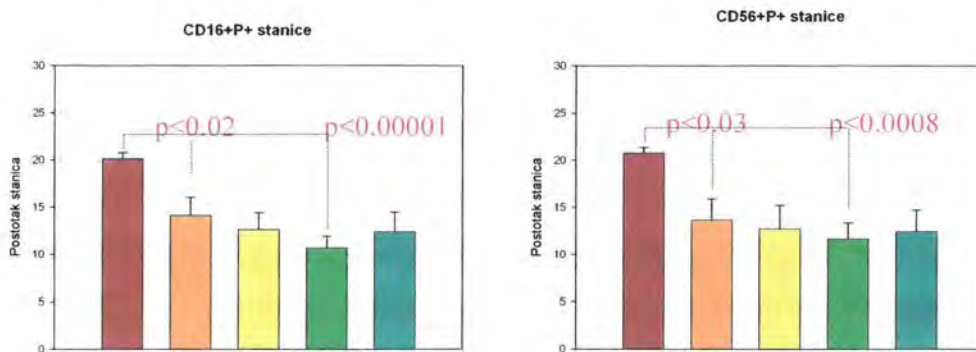 CD16+P+ stanice
30
25
p<0.02
p<0.00001
20
15
10
5
0
Postotak stanica
CD56+P+ stanice
30
25
p<0.03
p<0.0008
20
15
10
5
0
Postotak stanica